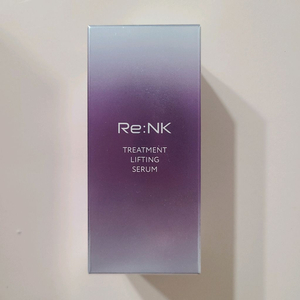 Re:NK
TREATMENT
LIFTING
SERUM